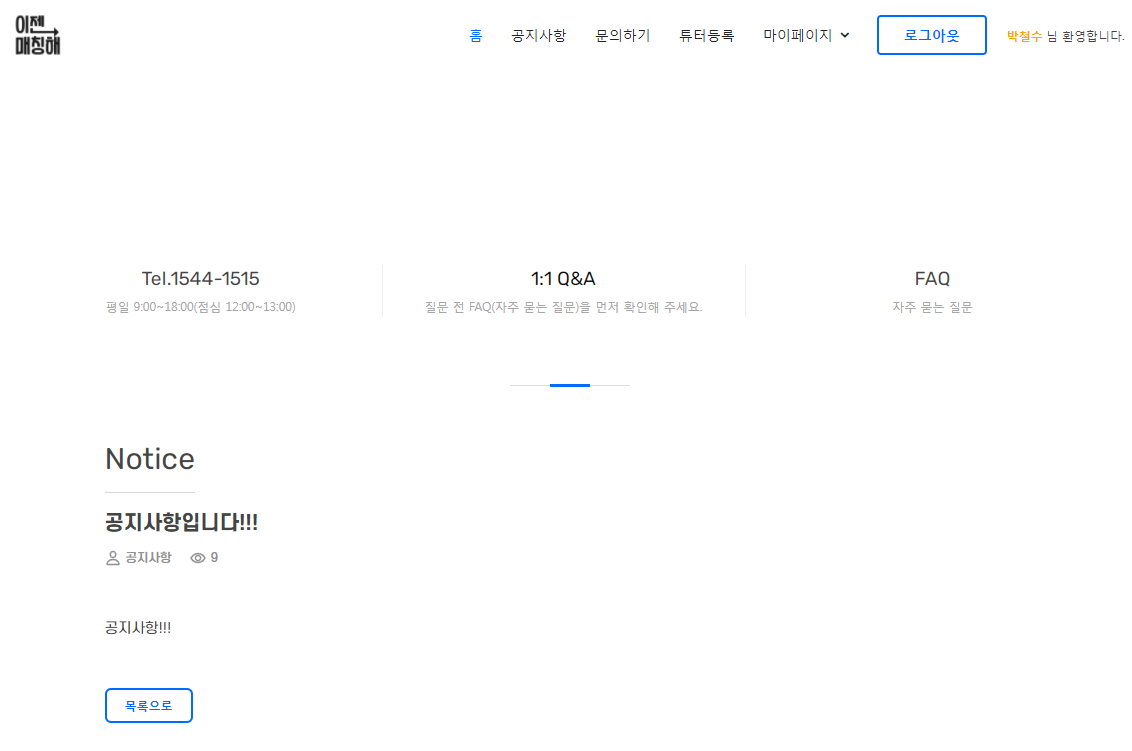 이젠
매칭해
홈 공지사항 문의하기 튜터등록 마이페이지 로그아웃 박철수 님 환영합니다.
Tel.1544-1515 1:1 Q&A FAQ
평일 9:00~18:00(점심 12:00~13:00) 질문 전 FAQ(자주 묻는 질문)을 먼저 확인해 주세요. 자주 묻는 질문
Notice
공지사항입니다!!!
공지사항 9
공지사항!!!
목록으로